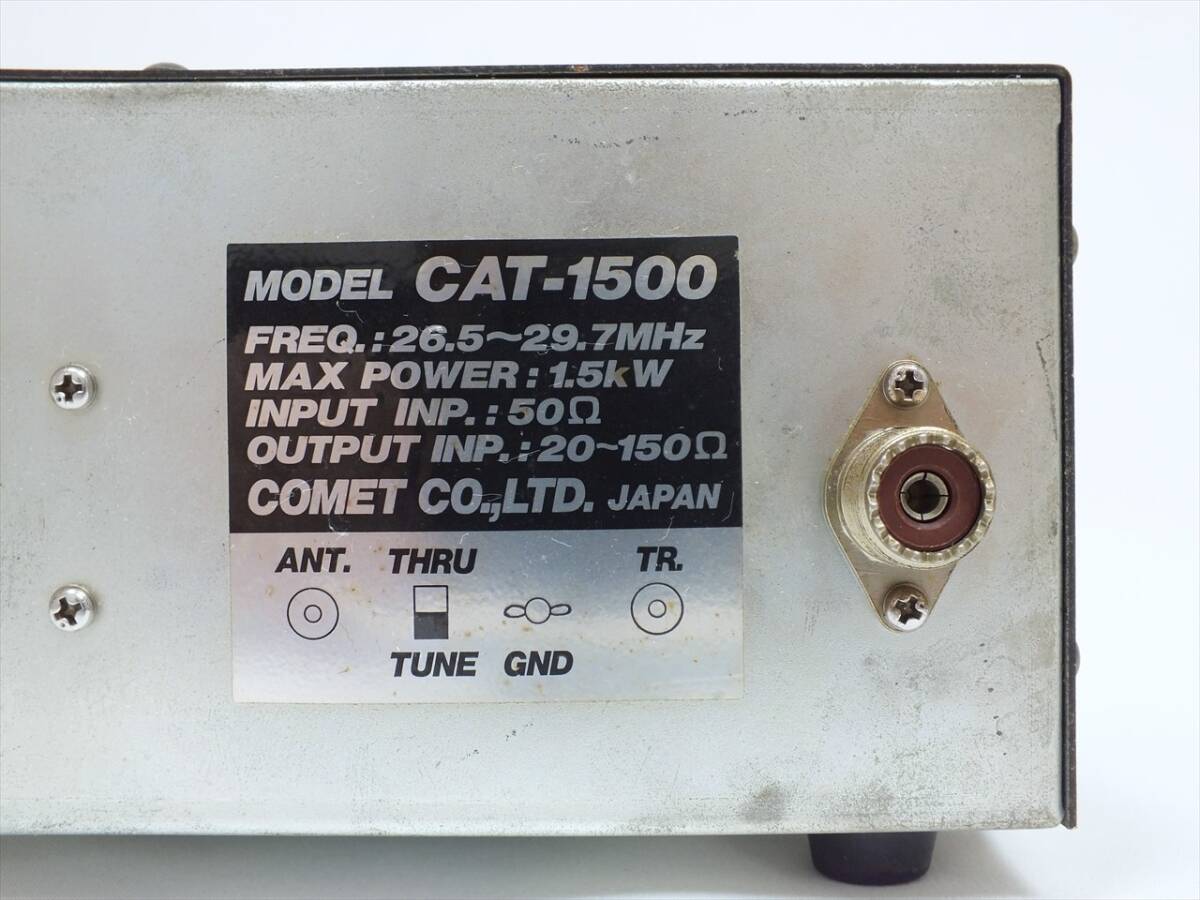 MODEL CAT-1500
FREQ.:26.5~29.7MHz
MAX POWER:1.5kW
INPUT INP.:50Ω
OUTPUT INP.:20~150Ω
COMET CO.,LTD. JAPAN
ANT. THRU TR.
TUNE GND